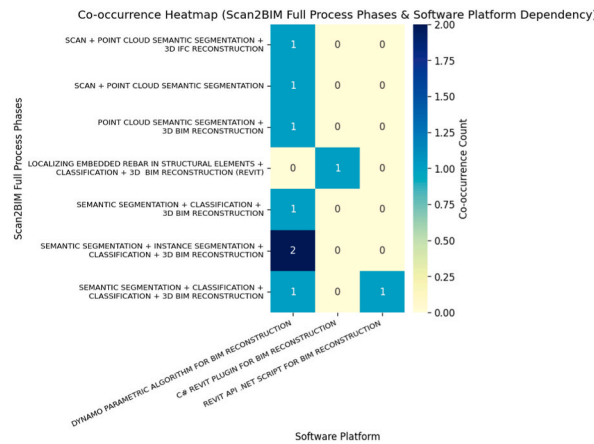 Co-occurrence Heatmap (Scan2BIM Full Process Phases & Software Platform Dependency)
Scan2BIM Full Process Phases
SCAN + POINT CLOUD SEMANTIC SEGMENTATION +
3D IFC RECONSTRUCTION
1 0 0
SCAN + POINT CLOUD SEMANTIC SEGMENTATION
1 0 0
POINT CLOUD SEMANTIC SEGMENTATION +
3D BIM RECONSTRUCTION
1 0 0
LOCALIZING EMBEDDED REBAR IN STRUCTURAL ELEMENTS +
CLASSIFICATION + 3D BIM RECONSTRUCTION (REVIT)
0 1 0
SEMANTIC SEGMENTATION + CLASSIFICATION +
3D BIM RECONSTRUCTION
1 0 0
SEMANTIC SEGMENTATION + INSTANCE SEGMENTATION +
CLASSIFICATION + 3D BIM RECONSTRUCTION
2 0 0
SEMANTIC SEGMENTATION + CLASSIFICATION +
CLASSIFICATION + 3D BIM RECONSTRUCTION
1 0 1
DYNAMO PARAMETRIC ALGORITHM FOR BIM RECONSTRUCTION
C# REVIT PLUGIN FOR BIM RECONSTRUCTION
REVIT API .NET SCRIPT FOR BIM RECONSTRUCTION
Software Platform
2.00
1.75
1.50
1.25
1.00
0.75
0.50
0.25
0.00
Co-occurrence Count